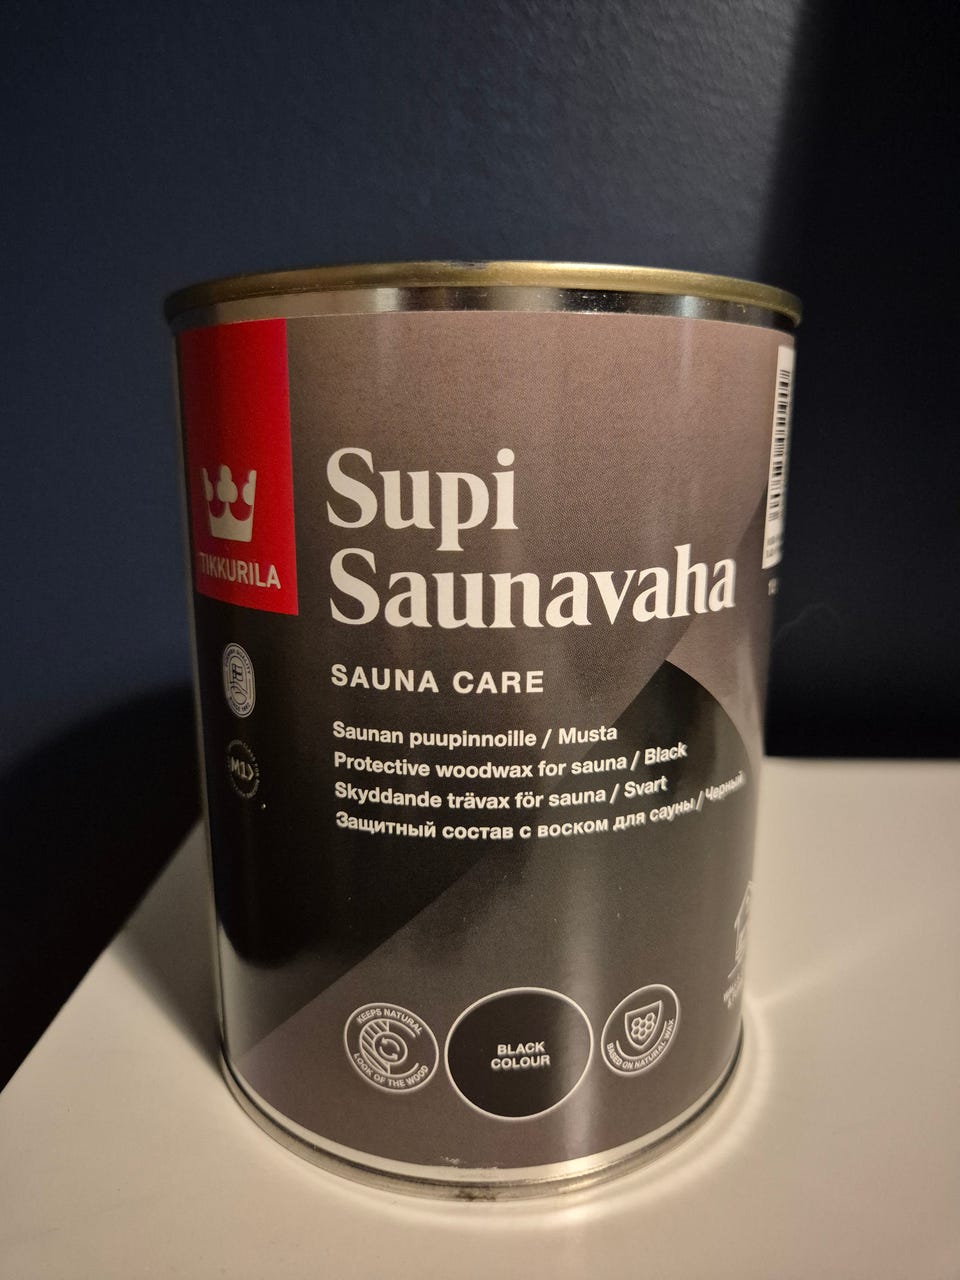 TIKKURILA
Supi
Saunavaha
SAUNA CARE
Saunan puupinnoille / Musta
Protective woodwax for sauna / Black
Skyddande trävax för sauna / Svart
Защитный состав с воском для сауны / Черный
M1
KEEPS NATURAL
LOOK OF THE WOOD
BLACK
COLOUR
BASED ON NATURAL WAX